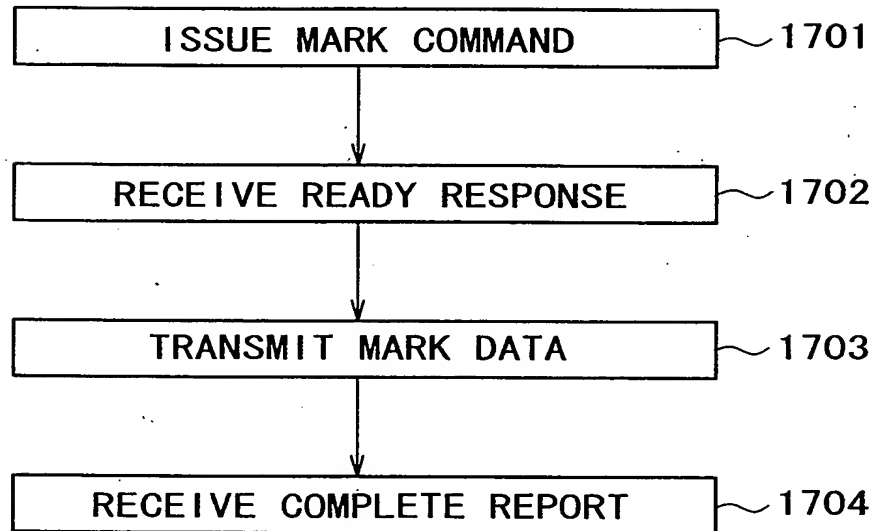 ISSUE MARK COMMAND 1701
RECEIVE READY RESPONSE 1702
TRANSMIT MARK DATA 1703
RECEIVE COMPLETE REPORT 1704